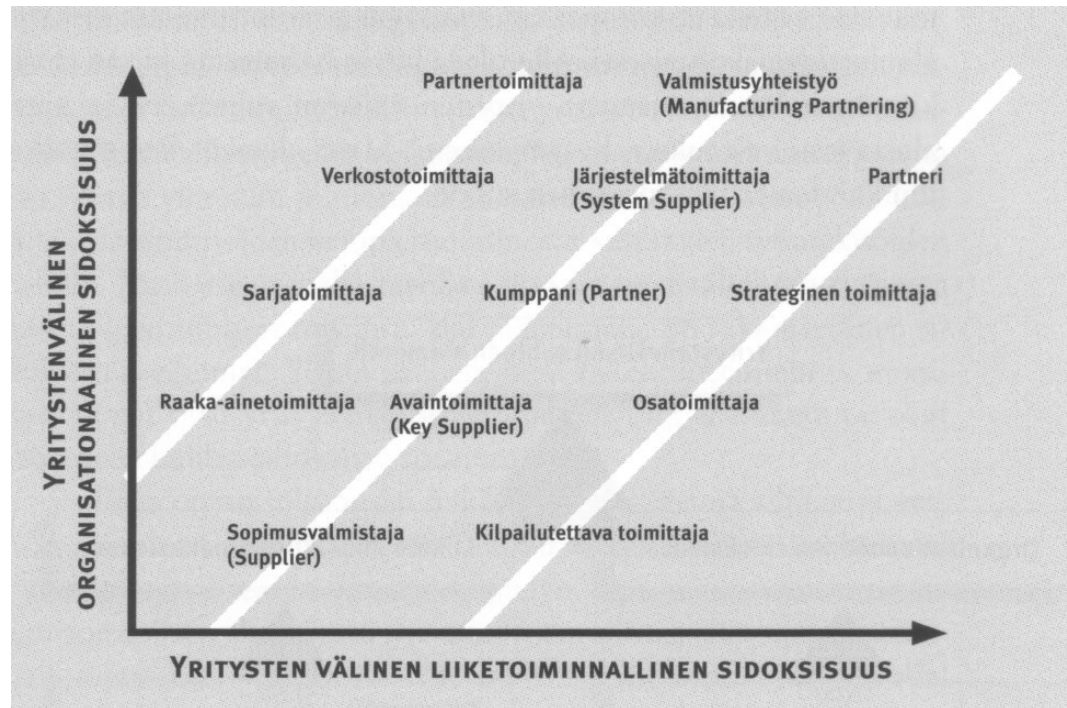 Partnertoimittaja
Valmistusyhteistyö
(Manufacturing Partnering)
Verkostotoimittaja
Järjestelmätoimittaja
(System Supplier)
Partneri
Sarjatoimittaja
Kumppani (Partner)
Strateginen toimittaja
Raaka-ainetoimittaja
Avaintoimittaja
(Key Supplier)
Osatoimittaja
Sopimusvalmistaja
(Supplier)
Kilpailutettava toimittaja
YRITYSTENVÄLINEN
ORGANISATIONAALINEN SIDOKSISUUS
YRITYSTEN VÄLINEN LIIKETOIMINNALLINEN SIDOKSISUUS